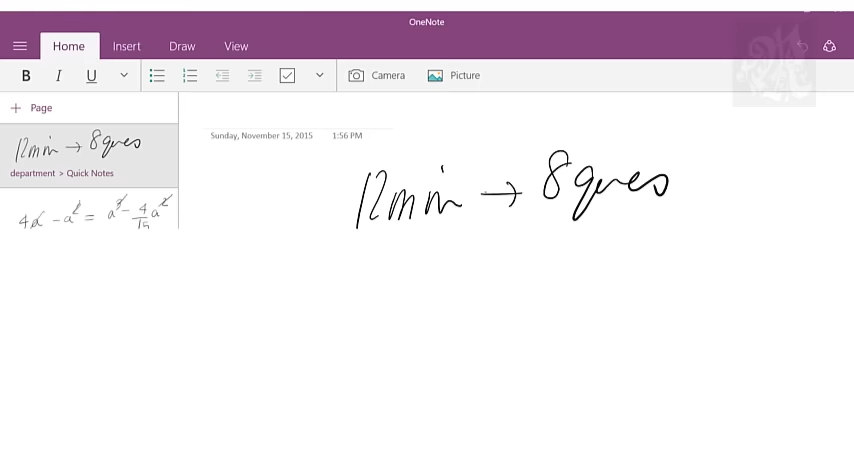 OneNote
Home Insert Draw View
B I U Camera Picture
+ Page
12min → 8ques
department > Quick Notes
Sunday, November 15, 2015 1:56 PM
12min → 8ques